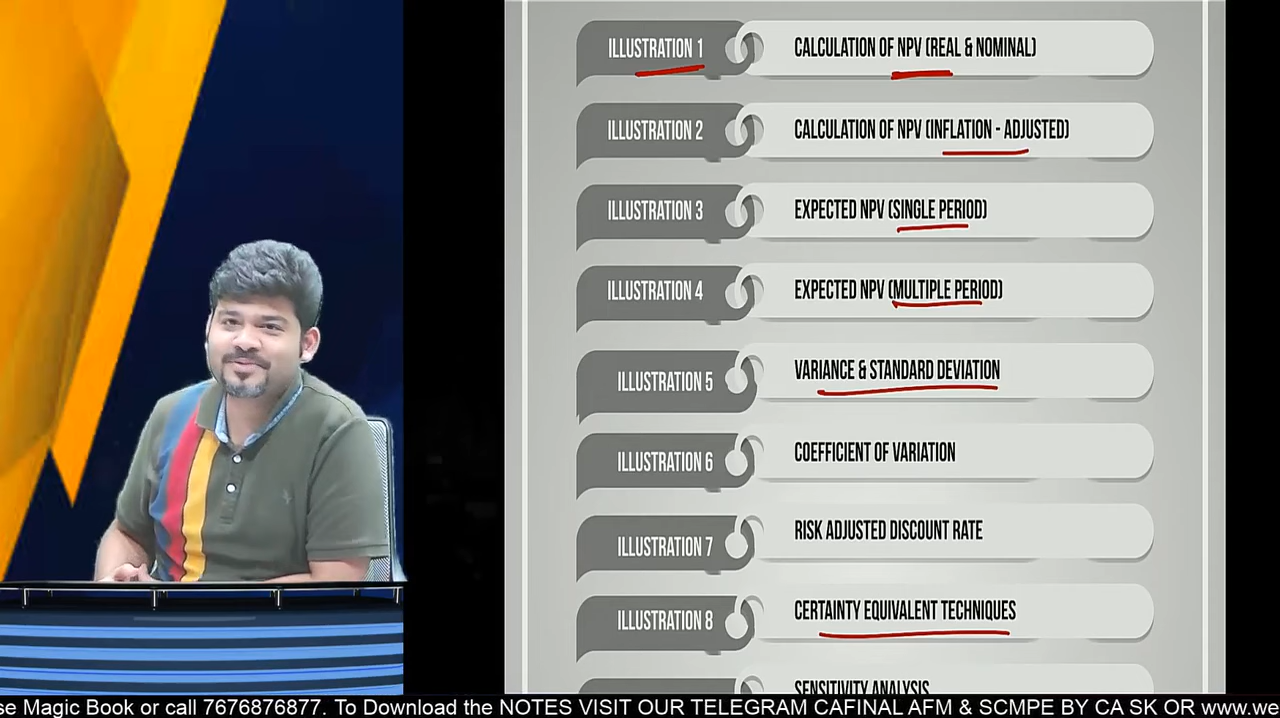 ILLUSTRATION 1
CALCULATION OF NPV (REAL & NOMINAL)
ILLUSTRATION 2
CALCULATION OF NPV (INFLATION - ADJUSTED)
ILLUSTRATION 3
EXPECTED NPV (SINGLE PERIOD)
ILLUSTRATION 4
EXPECTED NPV (MULTIPLE PERIOD)
ILLUSTRATION 5
VARIANCE & STANDARD DEVIATION
ILLUSTRATION 6
COEFFICIENT OF VARIATION
ILLUSTRATION 7
RISK ADJUSTED DISCOUNT RATE
ILLUSTRATION 8
CERTAINTY EQUIVALENT TECHNIQUES
SENSITIVITY ANALYSIS
se Magic Book or call 7676876877. To Download the NOTES VISIT OUR TELEGRAM CAFINAL AFM & SCMPE BY CA SK OR www.we